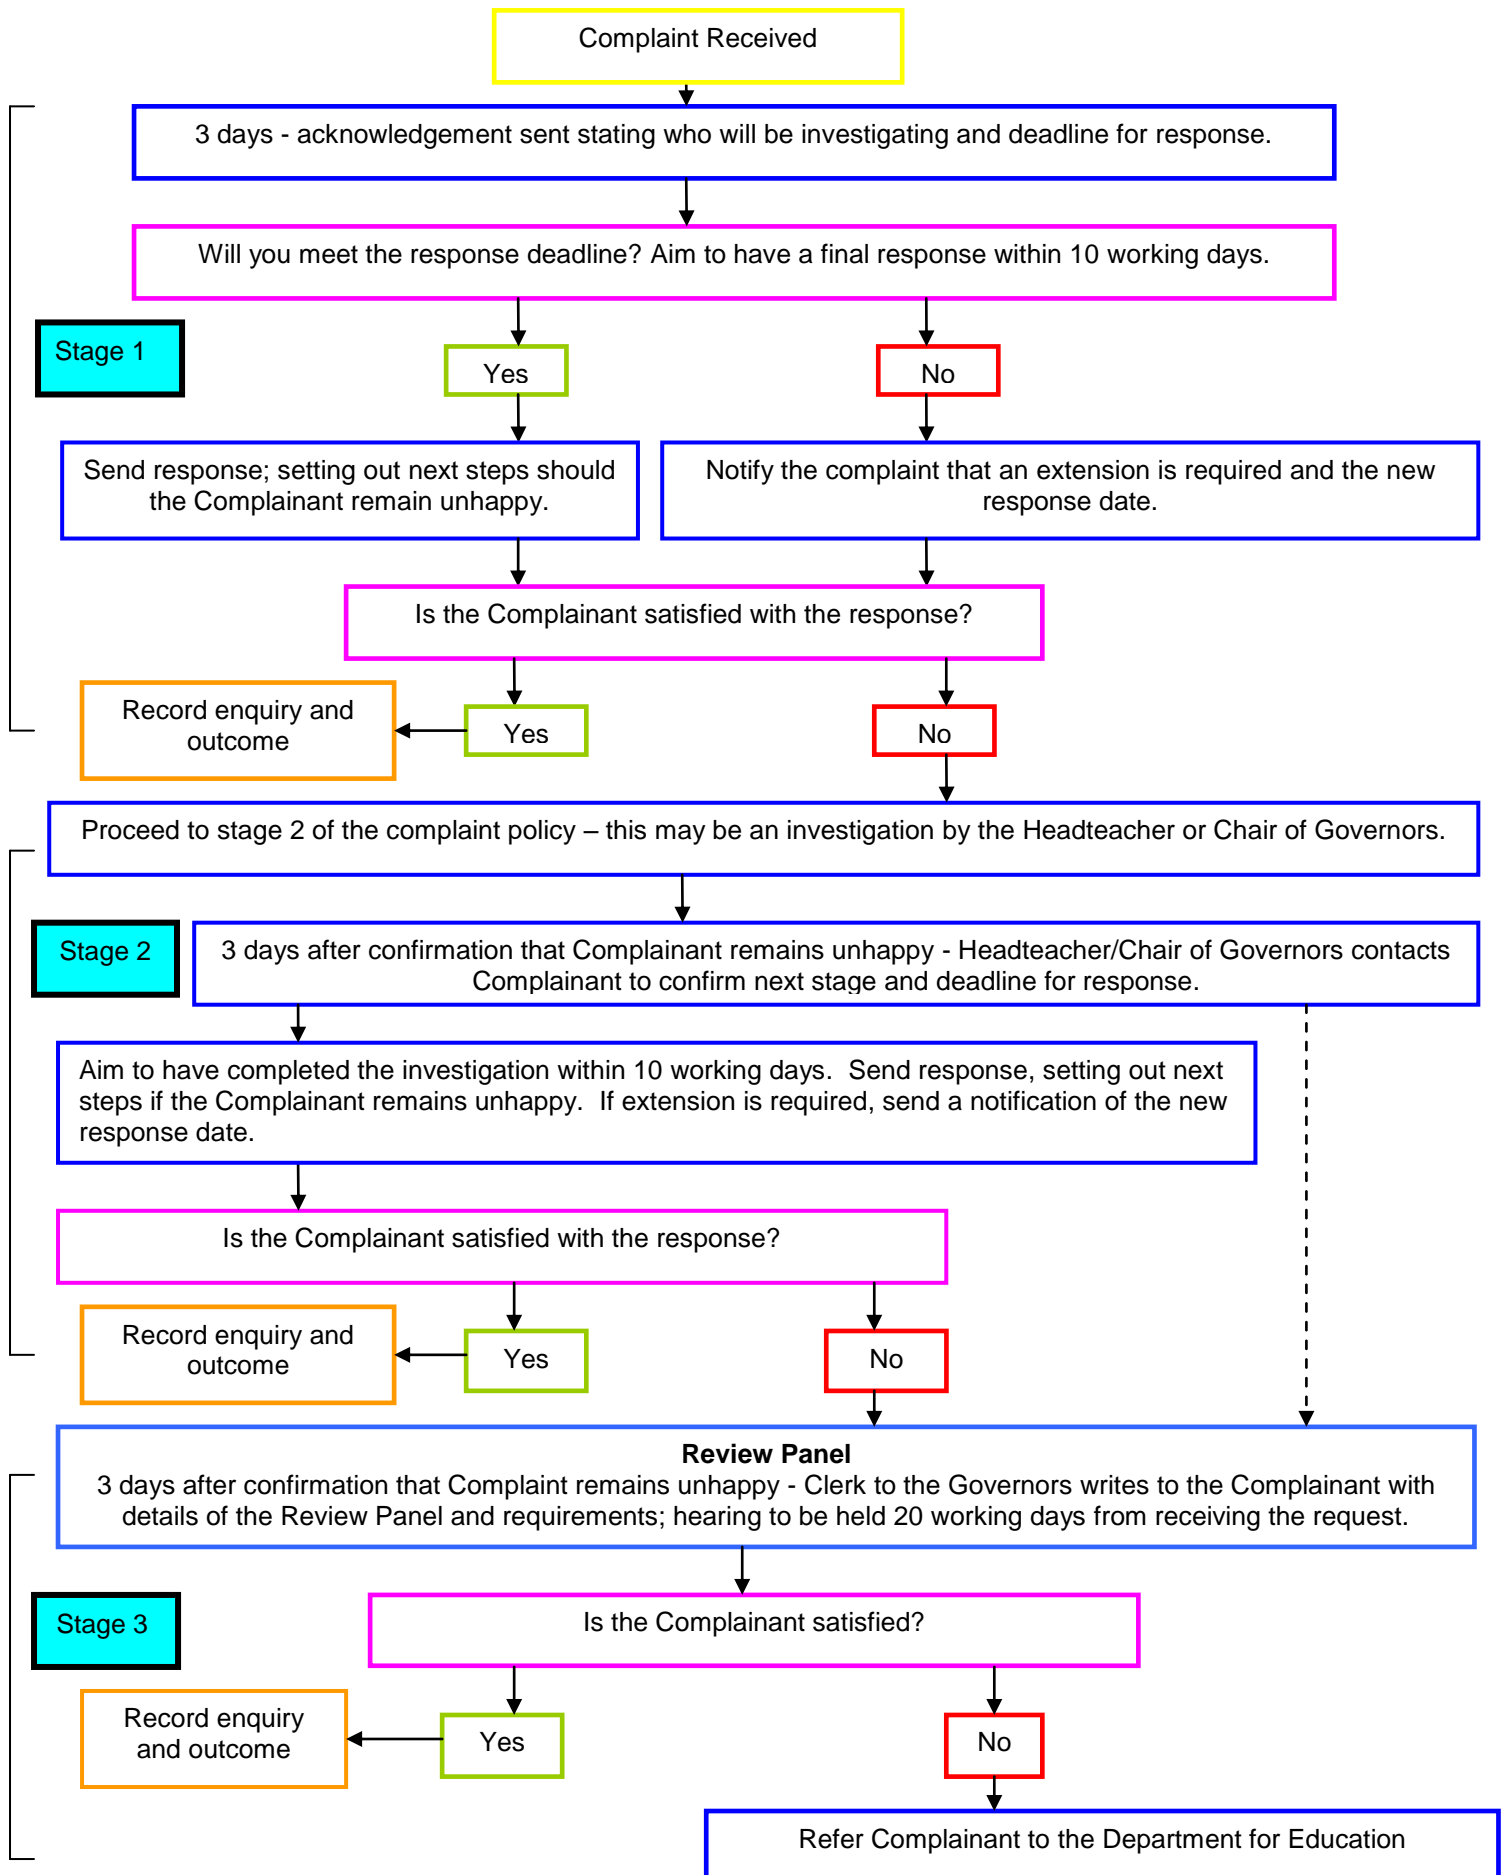 Complaint Received
3 days - acknowledgement sent stating who will be investigating and deadline for response.
Will you meet the response deadline? Aim to have a final response within 10 working days.
Stage 1
Yes
No
Send response; setting out next steps should
the Complainant remain unhappy.
Notify the complaint that an extension is required and the new
response date.
Is the Complainant satisfied with the response?
Record enquiry and
outcome
Yes
No
Proceed to stage 2 of the complaint policy – this may be an investigation by the Headteacher or Chair of Governors.
Stage 2
3 days after confirmation that Complainant remains unhappy - Headteacher/Chair of Governors contacts
Complainant to confirm next stage and deadline for response.
Aim to have completed the investigation within 10 working days.  Send response, setting out next
steps if the Complainant remains unhappy.  If extension is required, send a notification of the new
response date.
Is the Complainant satisfied with the response?
Record enquiry and
outcome
Yes
No
Review Panel
3 days after confirmation that Complaint remains unhappy - Clerk to the Governors writes to the Complainant with
details of the Review Panel and requirements; hearing to be held 20 working days from receiving the request.
Stage 3
Is the Complainant satisfied?
Record enquiry
and outcome
Yes
No
Refer Complainant to the Department for Education